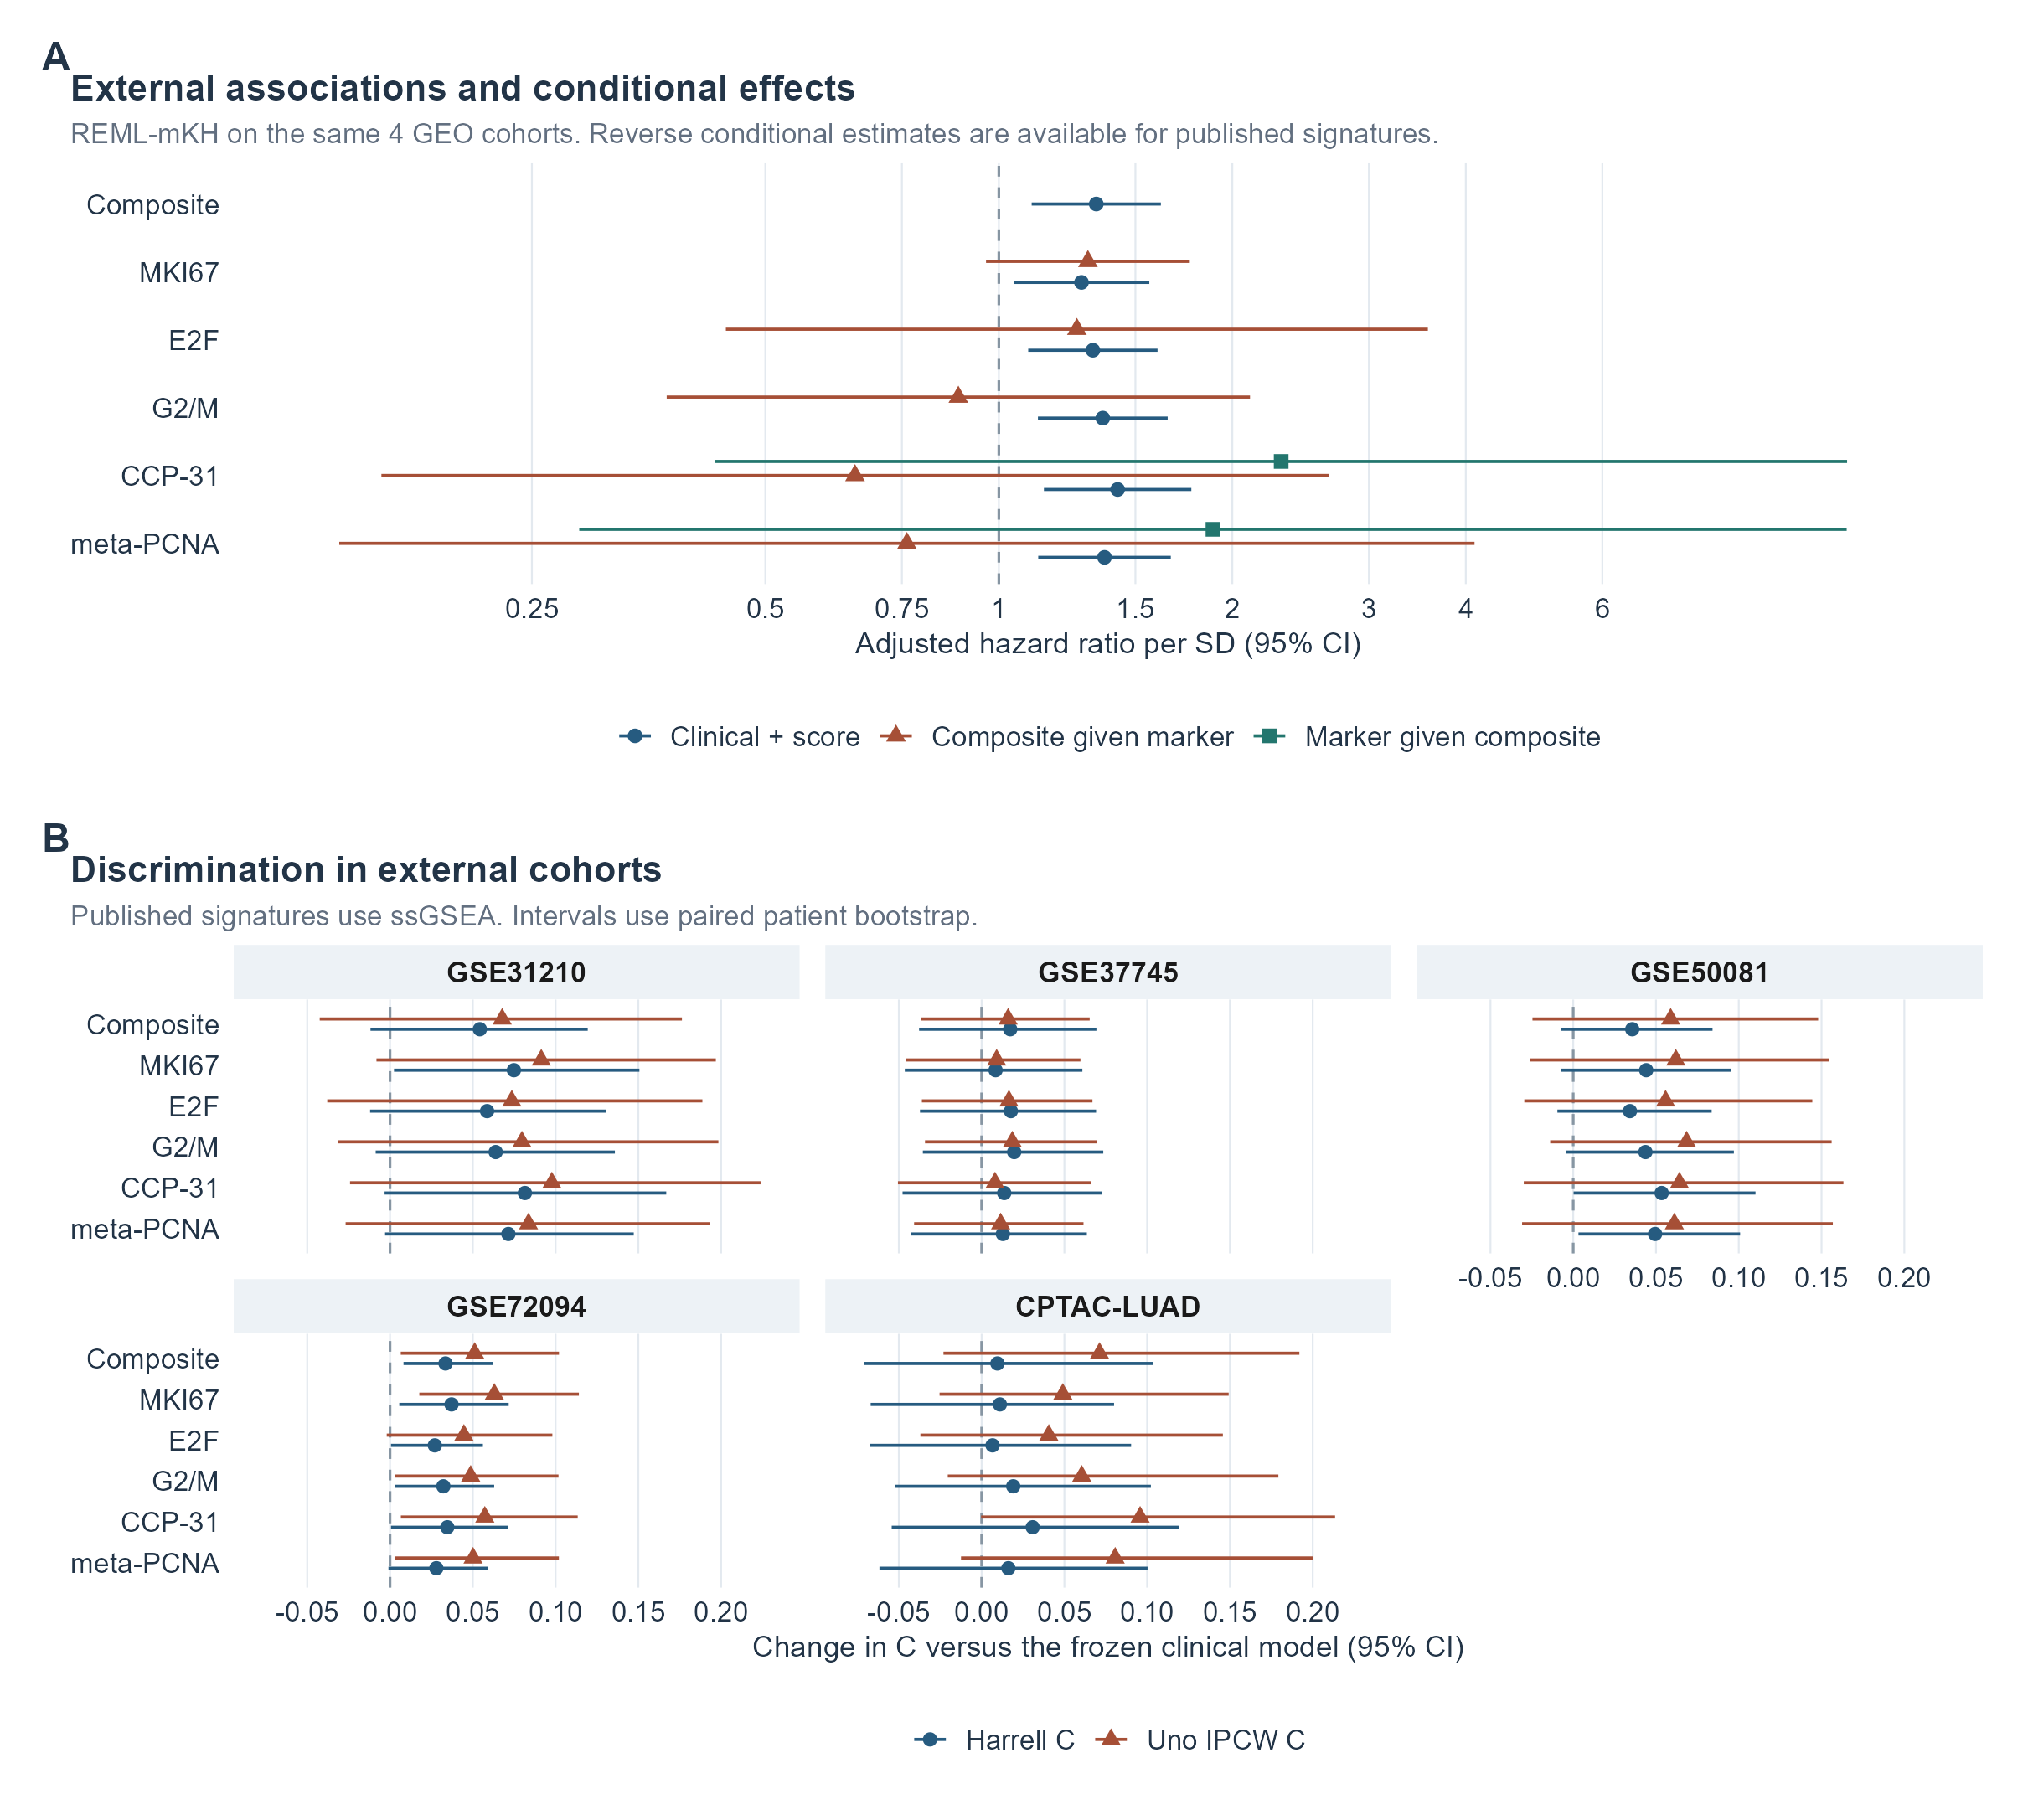 A
External associations and conditional effects
REML-mKH on the same 4 GEO cohorts. Reverse conditional estimates are available for published signatures.
Composite
MKI67
E2F
G2/M
CCP-31
meta-PCNA
0.25 0.5 0.75 1 1.5 2 3 4 6
Adjusted hazard ratio per SD (95% CI)
Clinical + score Composite given marker Marker given composite
B
Discrimination in external cohorts
Published signatures use ssGSEA. Intervals use paired patient bootstrap.
GSE31210 GSE37745 GSE50081
Composite
MKI67
E2F
G2/M
CCP-31
meta-PCNA
-0.05 0.00 0.05 0.10 0.15 0.20
GSE72094 CPTAC-LUAD
Composite
MKI67
E2F
G2/M
CCP-31
meta-PCNA
-0.05 0.00 0.05 0.10 0.15 0.20 -0.05 0.00 0.05 0.10 0.15 0.20
Change in C versus the frozen clinical model (95% CI)
Harrell C Uno IPCW C